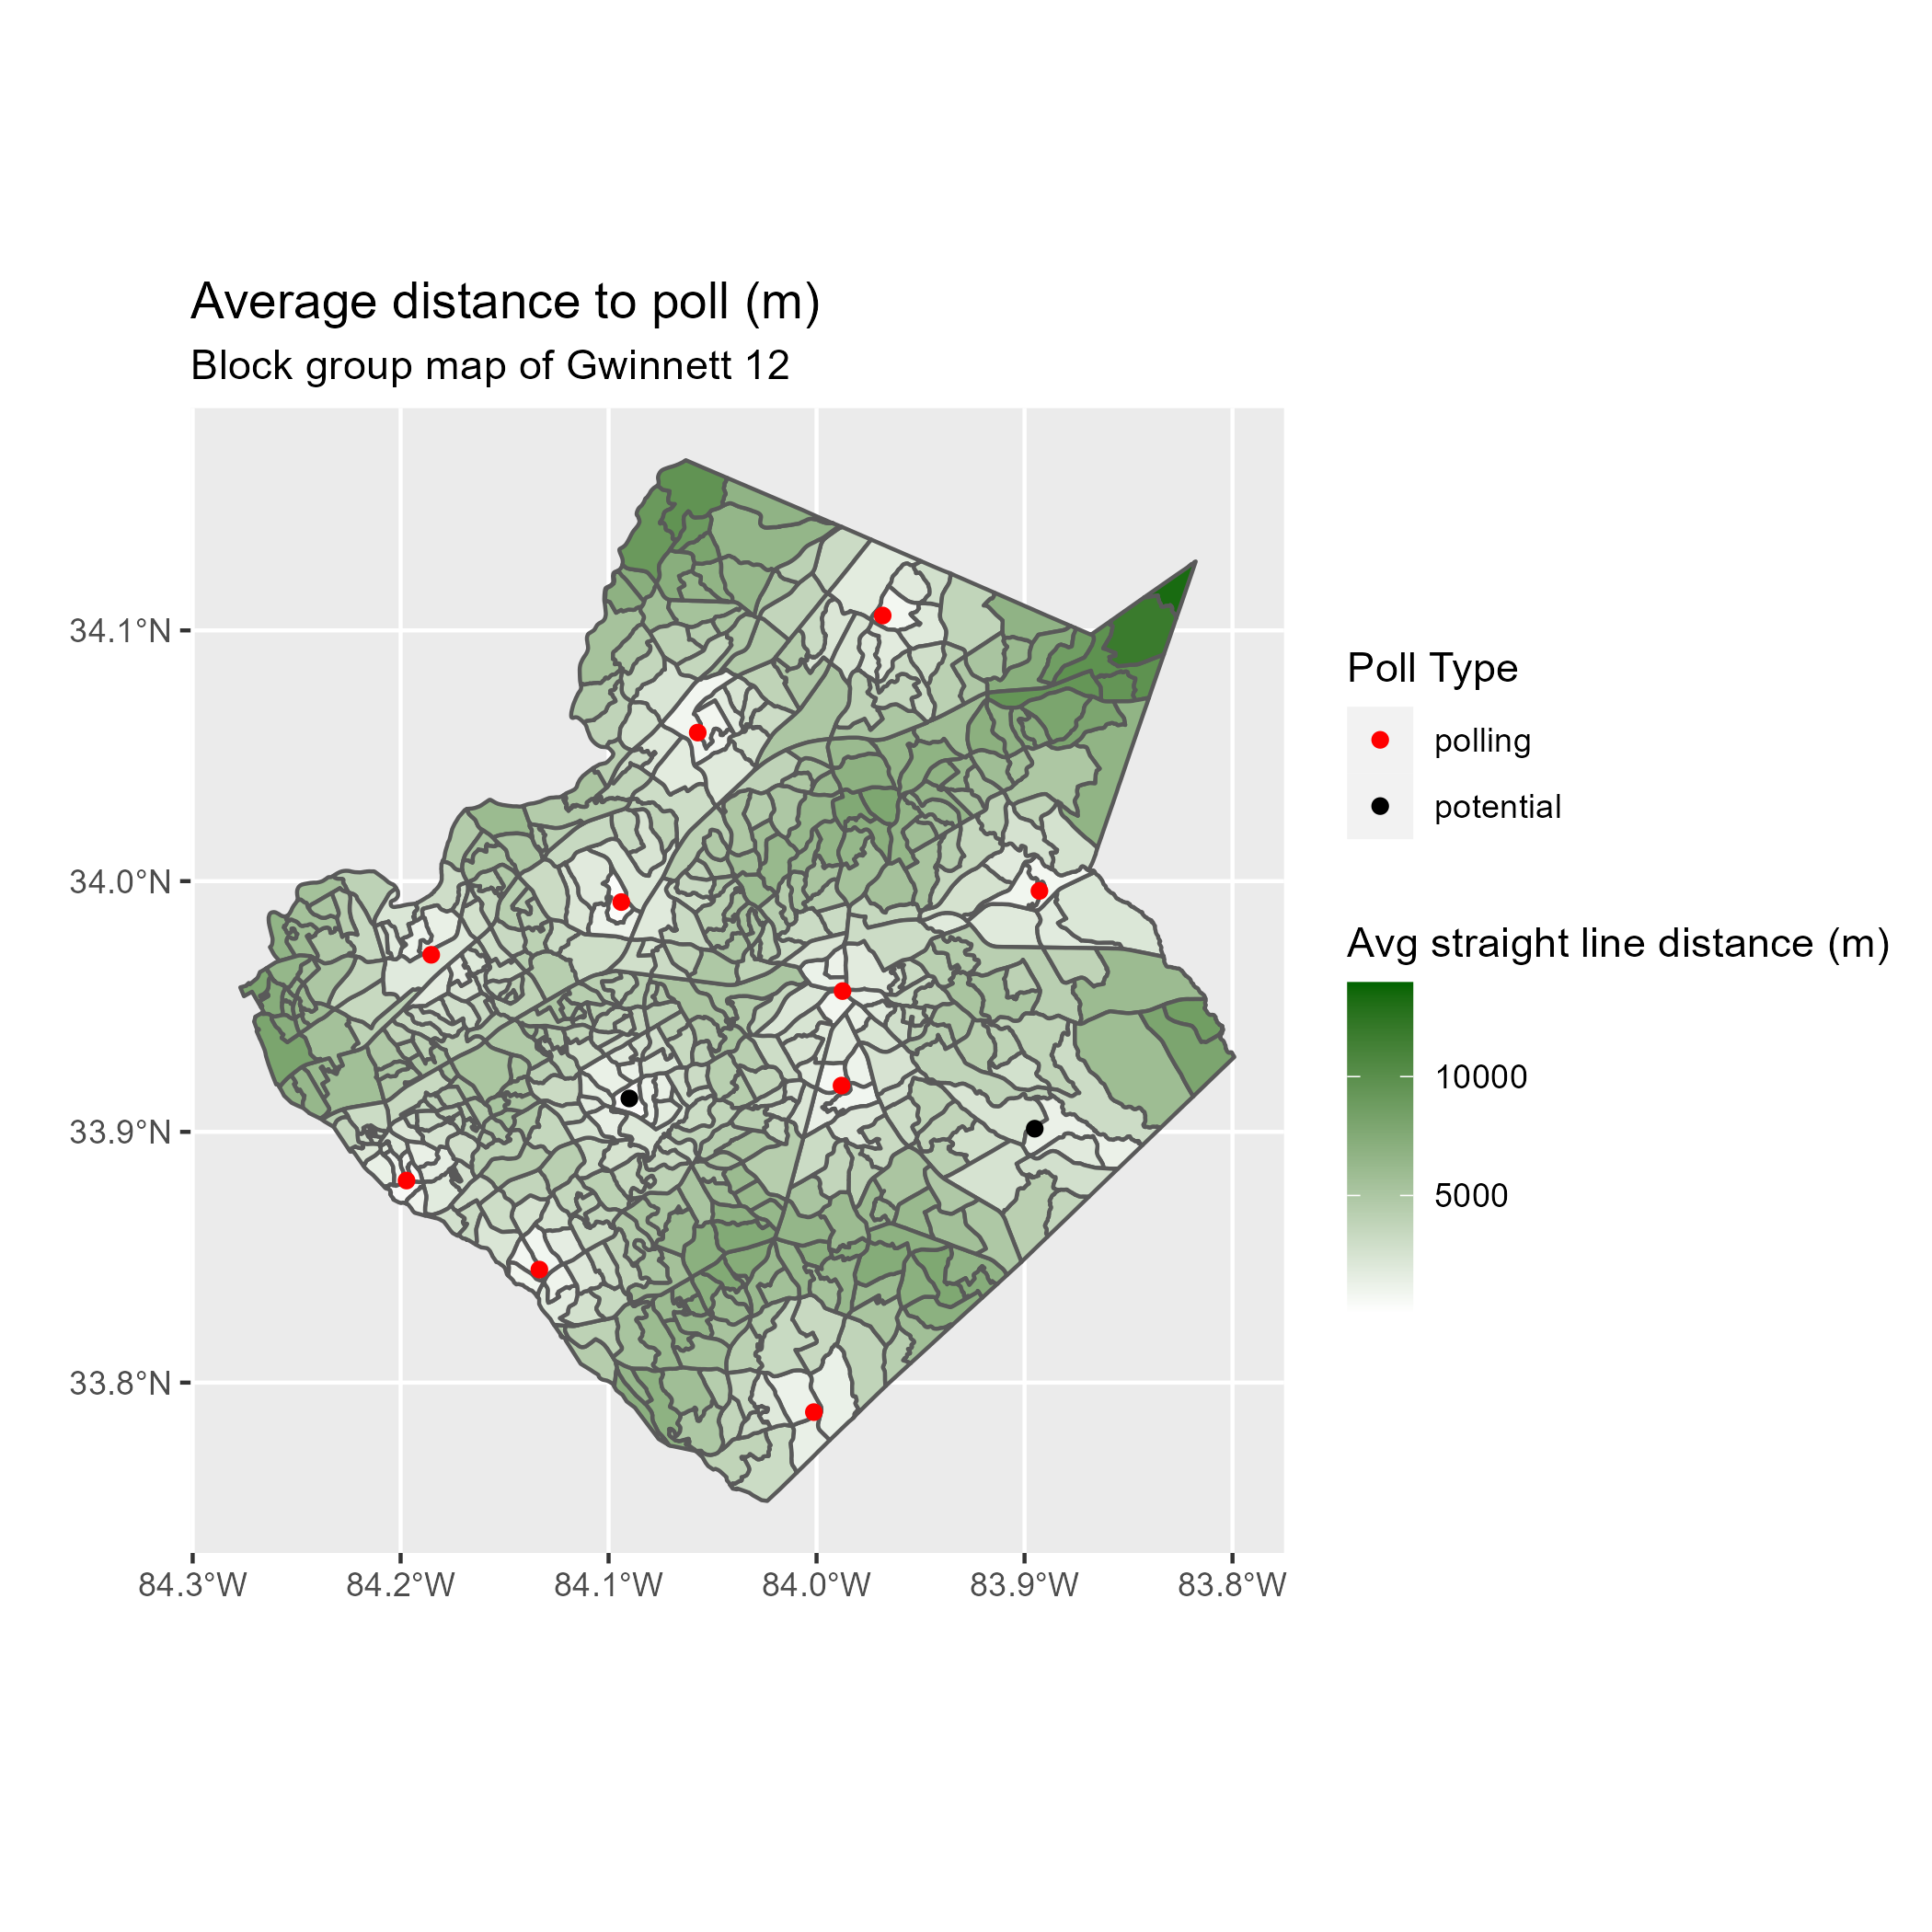 Average distance to poll (m)
Block group map of Gwinnett 12
34.1°N
34.0°N
33.9°N
33.8°N
84.3°W
84.2°W
84.1°W
84.0°W
83.9°W
83.8°W
Poll Type
polling
potential
Avg straight line distance (m)
10000
5000